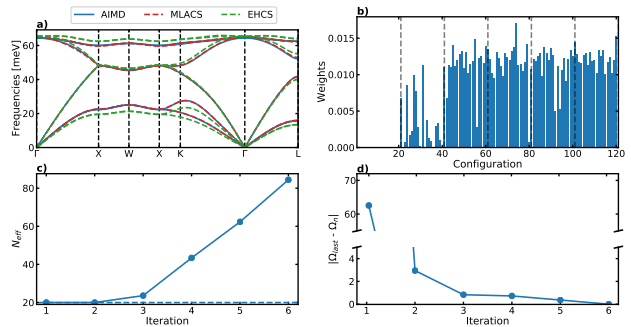 AIMD MLACS EHCS
a)
Frequencies [meV]
60
40
20
0
Γ X W X K Γ L
b)
Weights
0.015
0.010
0.005
0.000
20 40 60 80 100 120
Configuration
c)
N_eff
80
60
40
20
1 2 3 4 5 6
Iteration
d)
|Ω_last - Ω_n|
70
60
4
2
0
1 2 3 4 5 6
Iteration